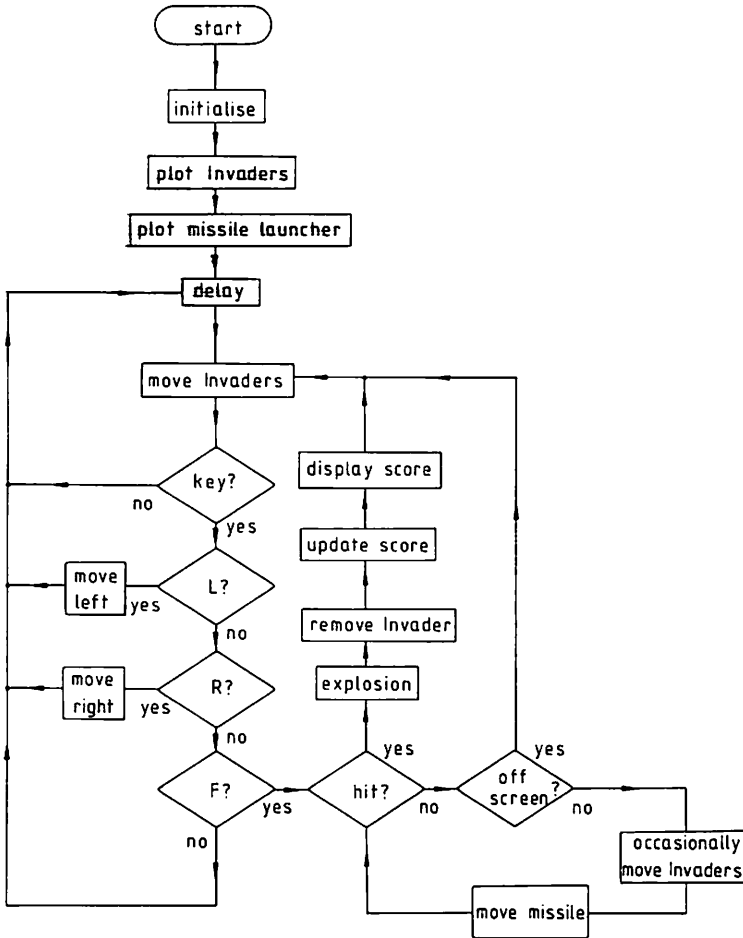 start
initialise
plot Invaders
plot missile launcher
delay
move Invaders
key?
no
yes
L?
yes
move
left
no
R?
yes
move
right
no
F?
yes
no
hit?
yes
no
explosion
remove Invader
update score
display score
off
screen?
yes
no
occasionally
move Invaders
move missile